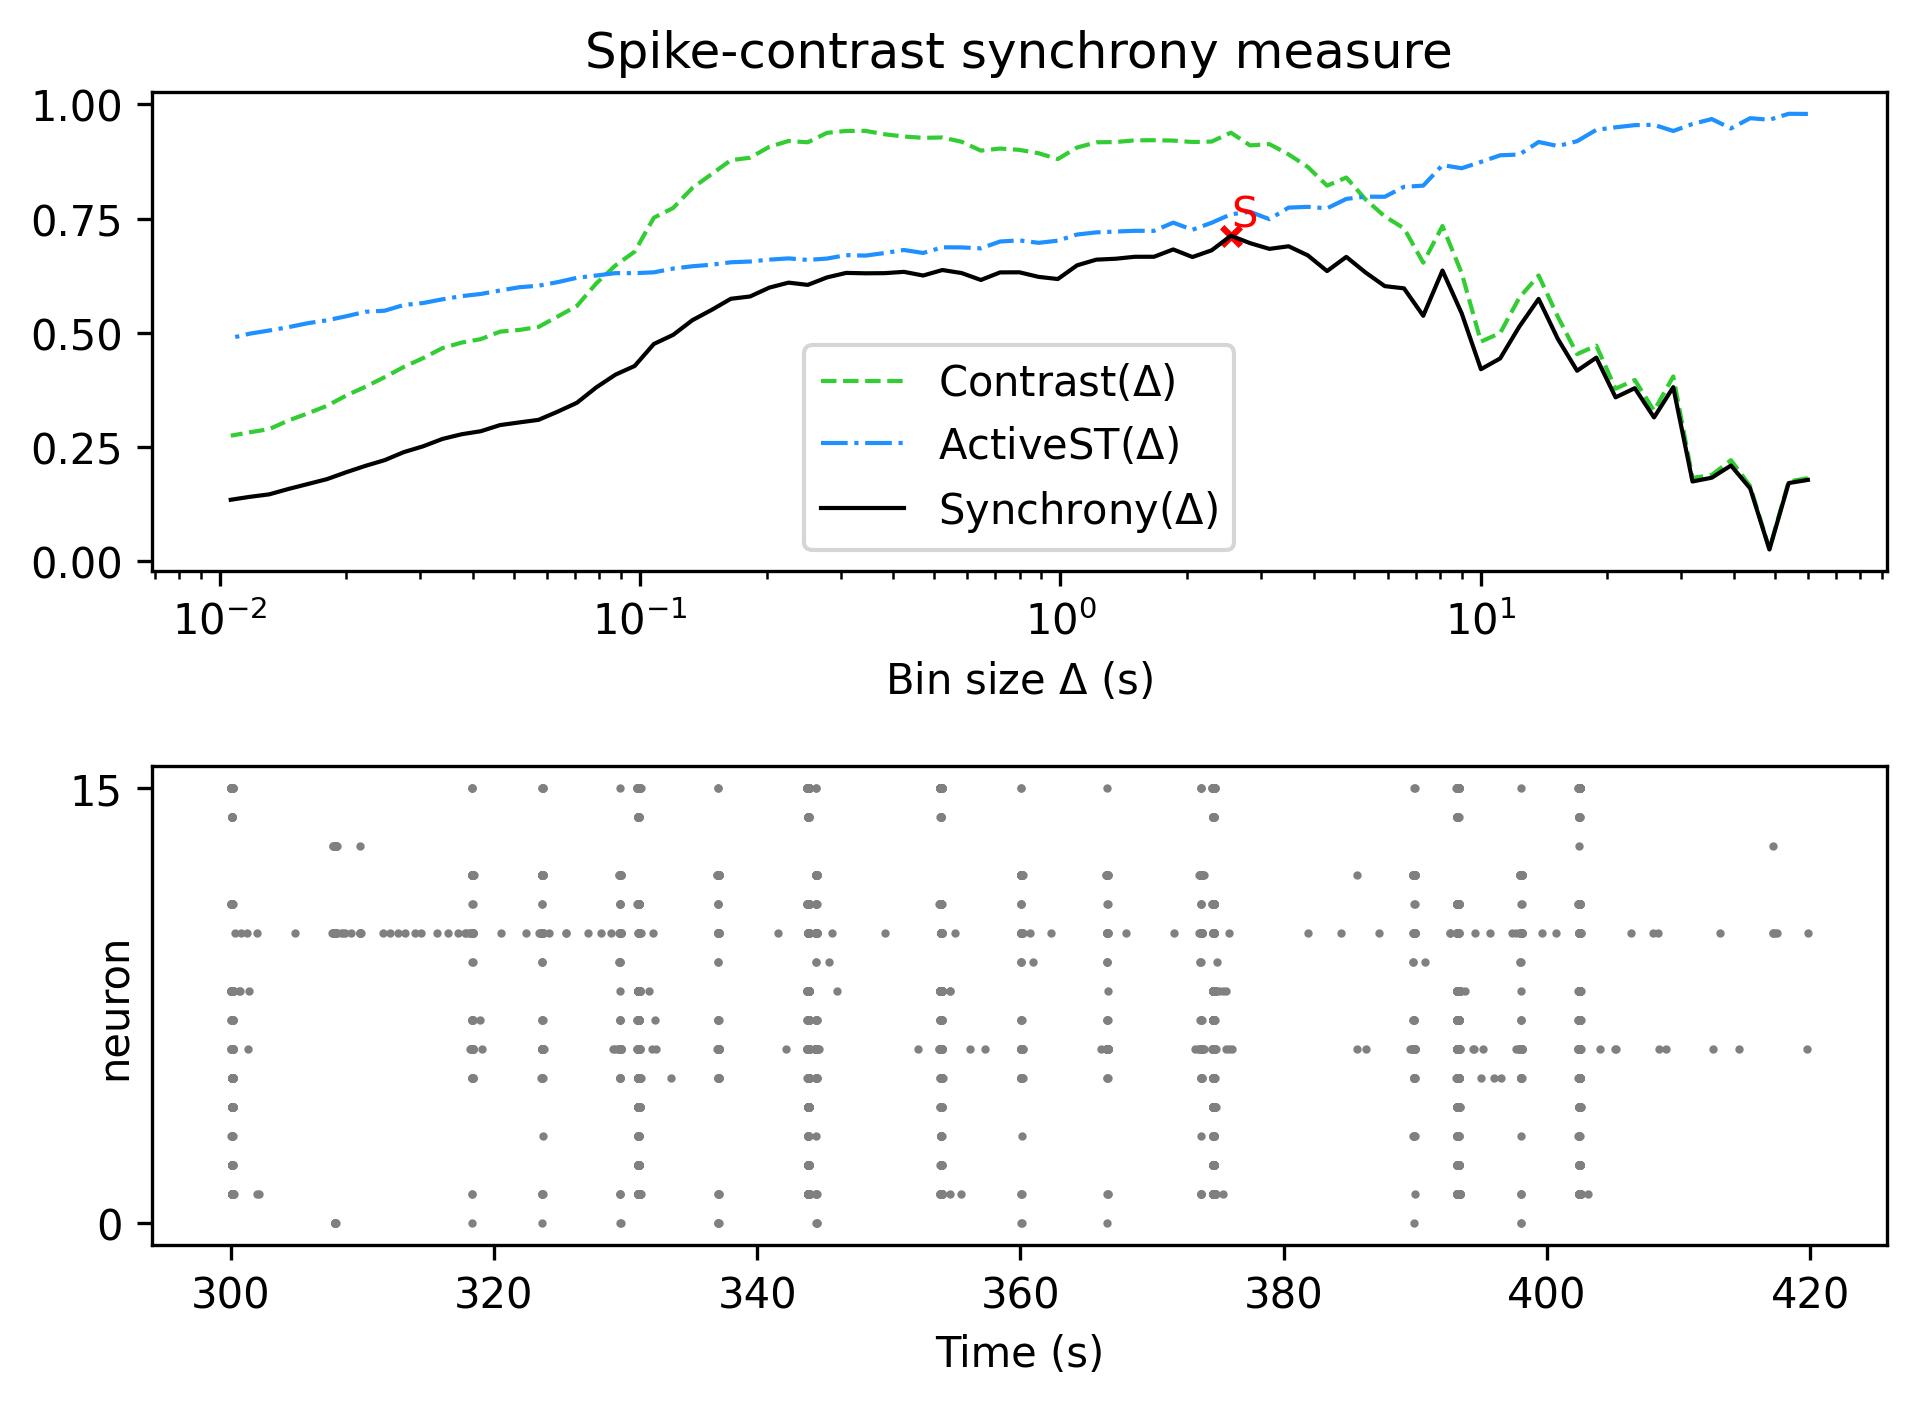 Spike-contrast synchrony measure
1.00
0.75
0.50
0.25
0.00
S
Contrast(Δ)
ActiveST(Δ)
Synchrony(Δ)
10⁻² 10⁻¹ 10⁰ 10¹
Bin size Δ (s)
15
neuron
0
300 320 340 360 380 400 420
Time (s)